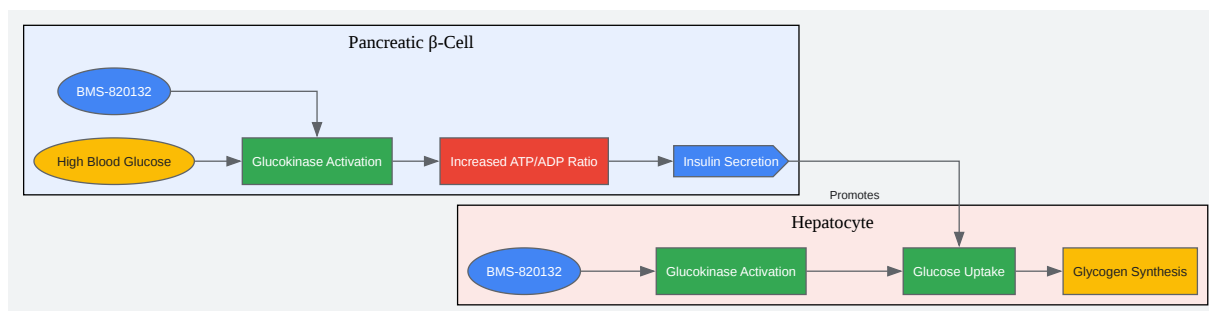 Pancreatic β-Cell
BMS-820132
High Blood Glucose
Glucokinase Activation
Increased ATP/ADP Ratio
Insulin Secretion
Promotes
Hepatocyte
BMS-820132
Glucokinase Activation
Glucose Uptake
Glycogen Synthesis